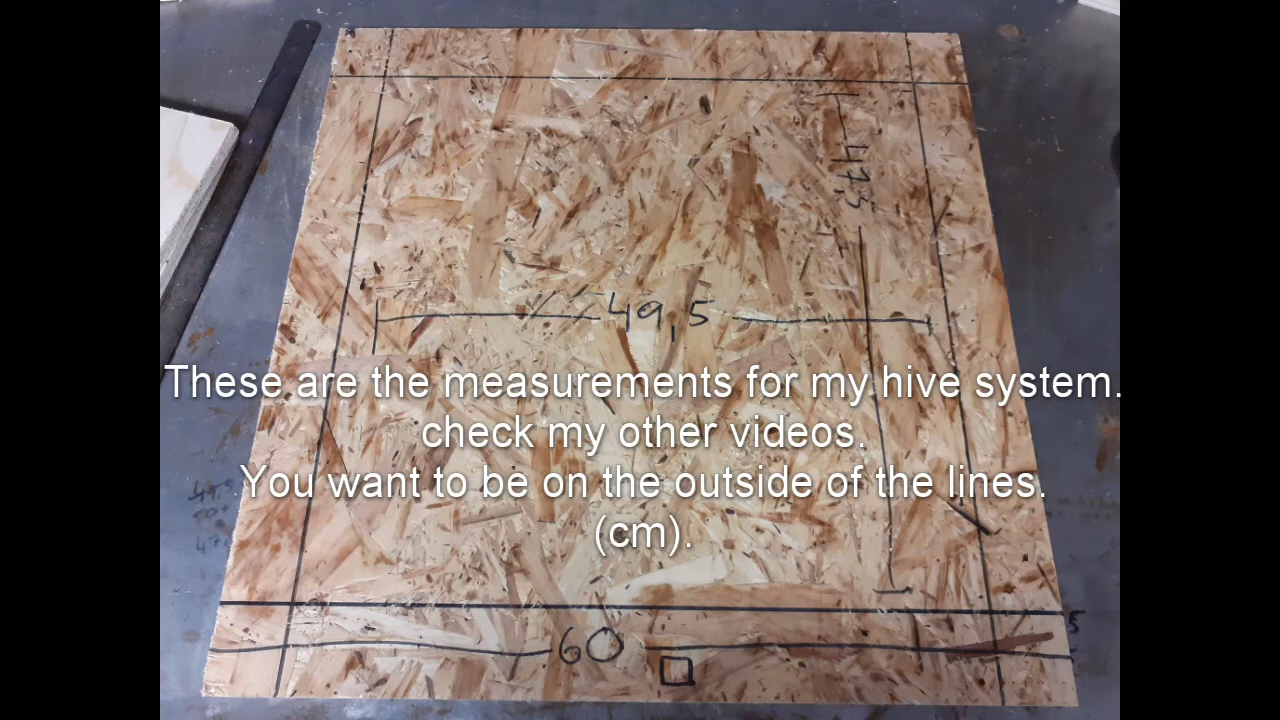 47,5
49,5
These are the measurements for my hive system.
check my other videos.
You want to be on the outside of the lines.
(cm).
60
5